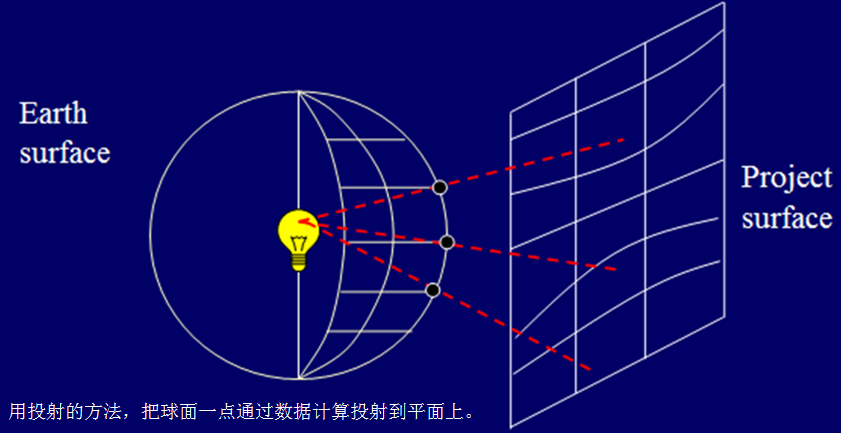 Earth
surface
Project
surface
用投射的方法，把球面一点通过数据计算投射到平面上。